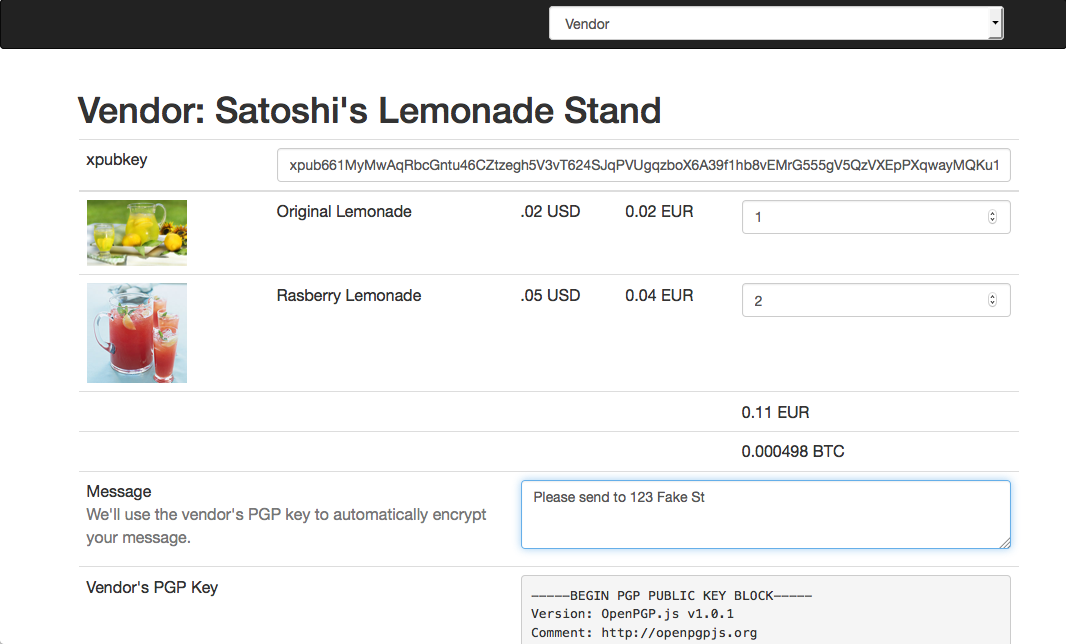 Vendor
Vendor: Satoshi's Lemonade Stand
xpubkey
xpub661MyMwAqRbcGntu46CZtzegh5V3vT624SJqPVUgqzboX6A39f1hb8vEMrG555gV5QzVXEpPXqwayMQKu1
Original Lemonade .02 USD 0.02 EUR 1
Rasberry Lemonade .05 USD 0.04 EUR 2
0.11 EUR
0.000498 BTC
Message
Please send to 123 Fake St
We'll use the vendor's PGP key to automatically encrypt
your message.
Vendor's PGP Key
-----BEGIN PGP PUBLIC KEY BLOCK-----
Version: OpenPGP.js v1.0.1
Comment: http://openpgpjs.org